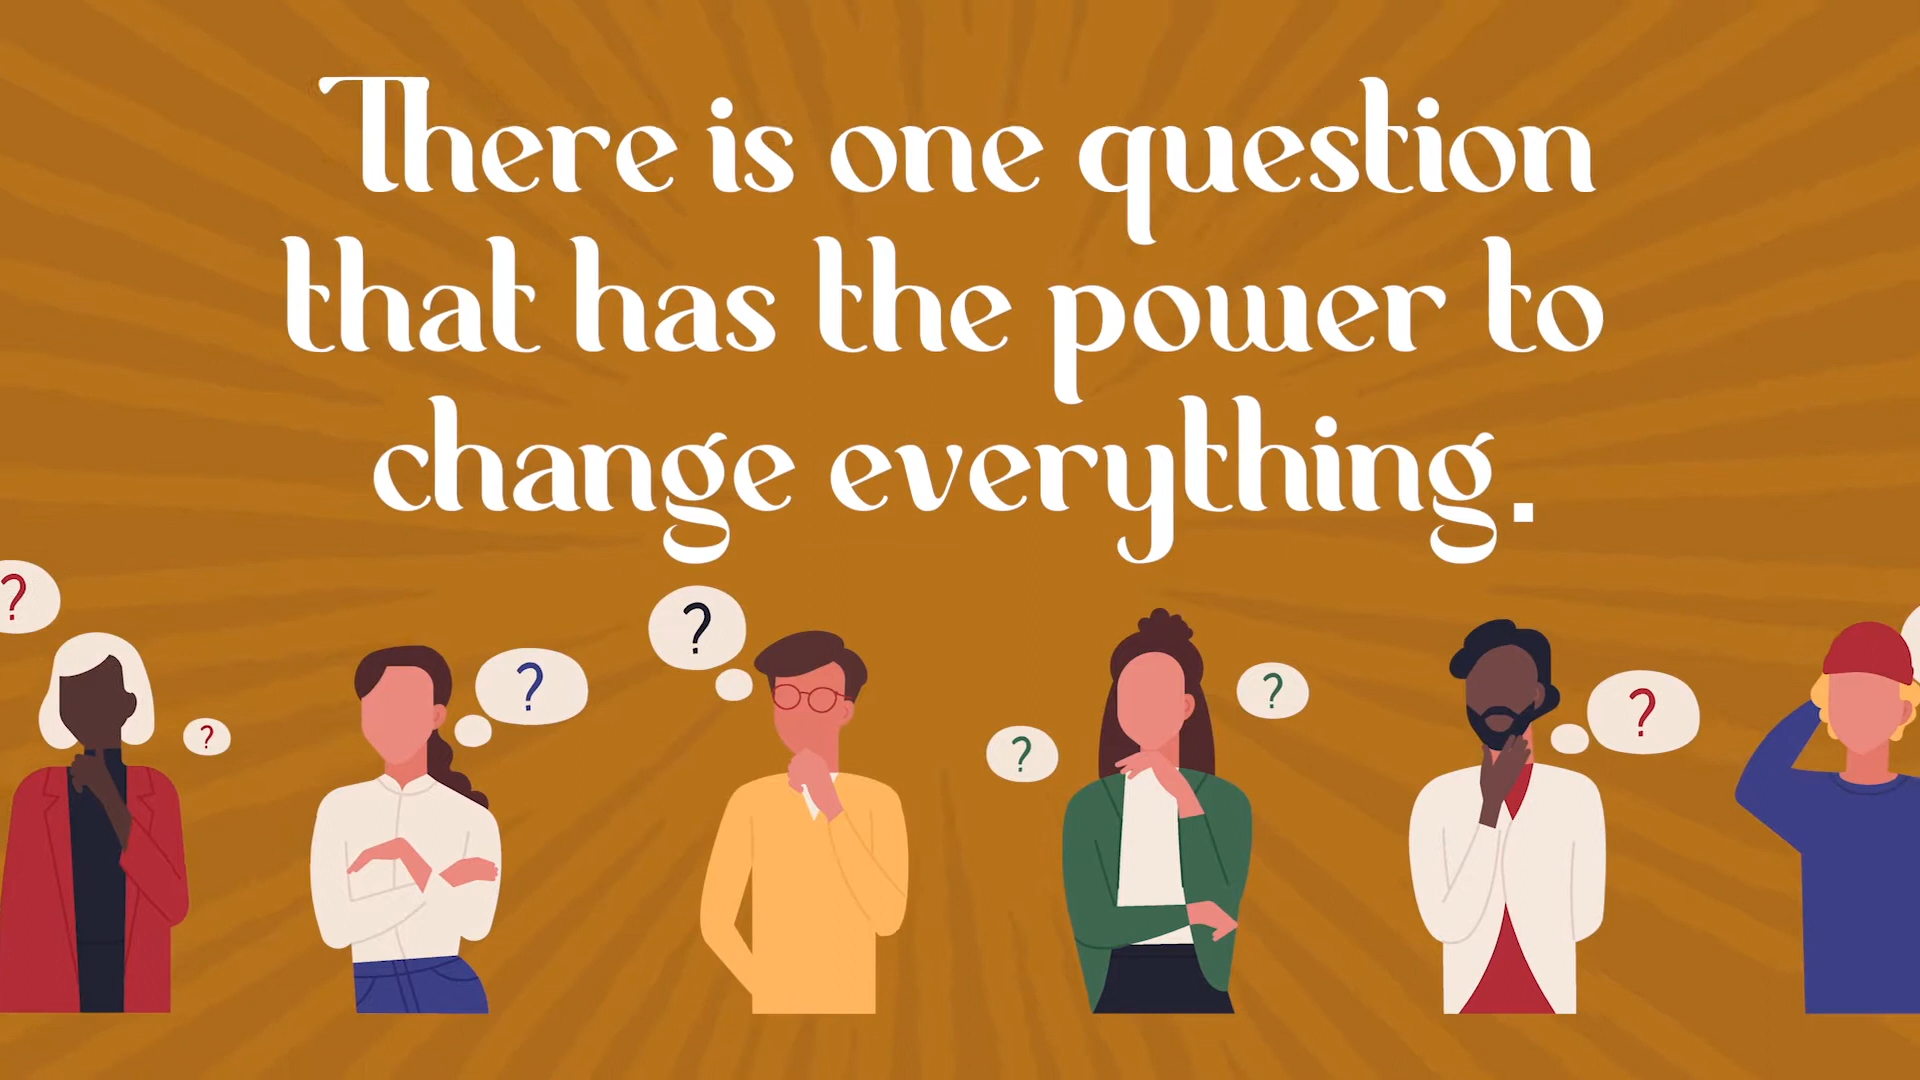 There is one question
that has the power to
change everything.
?
?
?
?
?
?
?